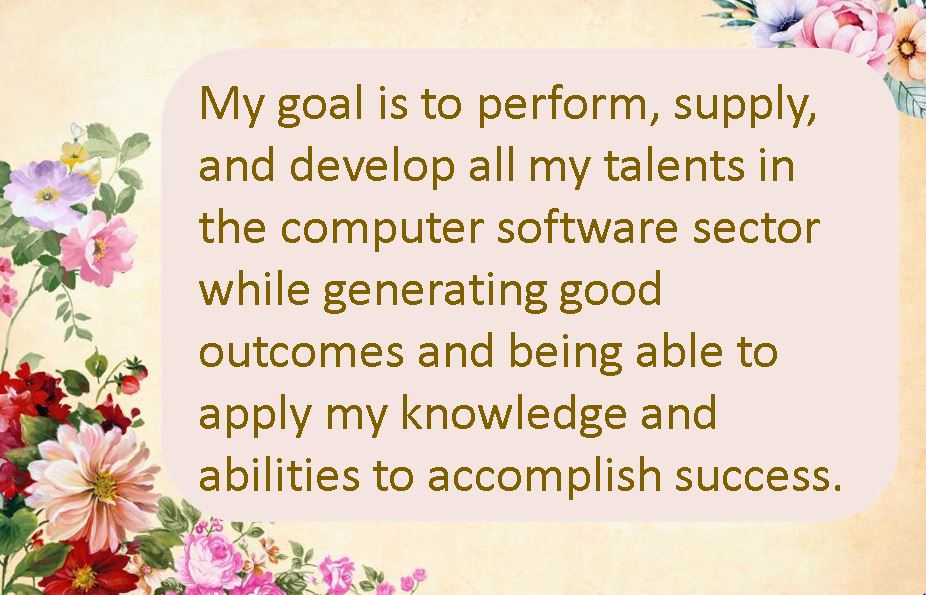 My goal is to perform, supply,
and develop all my talents in
the computer software sector
while generating good
outcomes and being able to
apply my knowledge and
abilities to accomplish success.